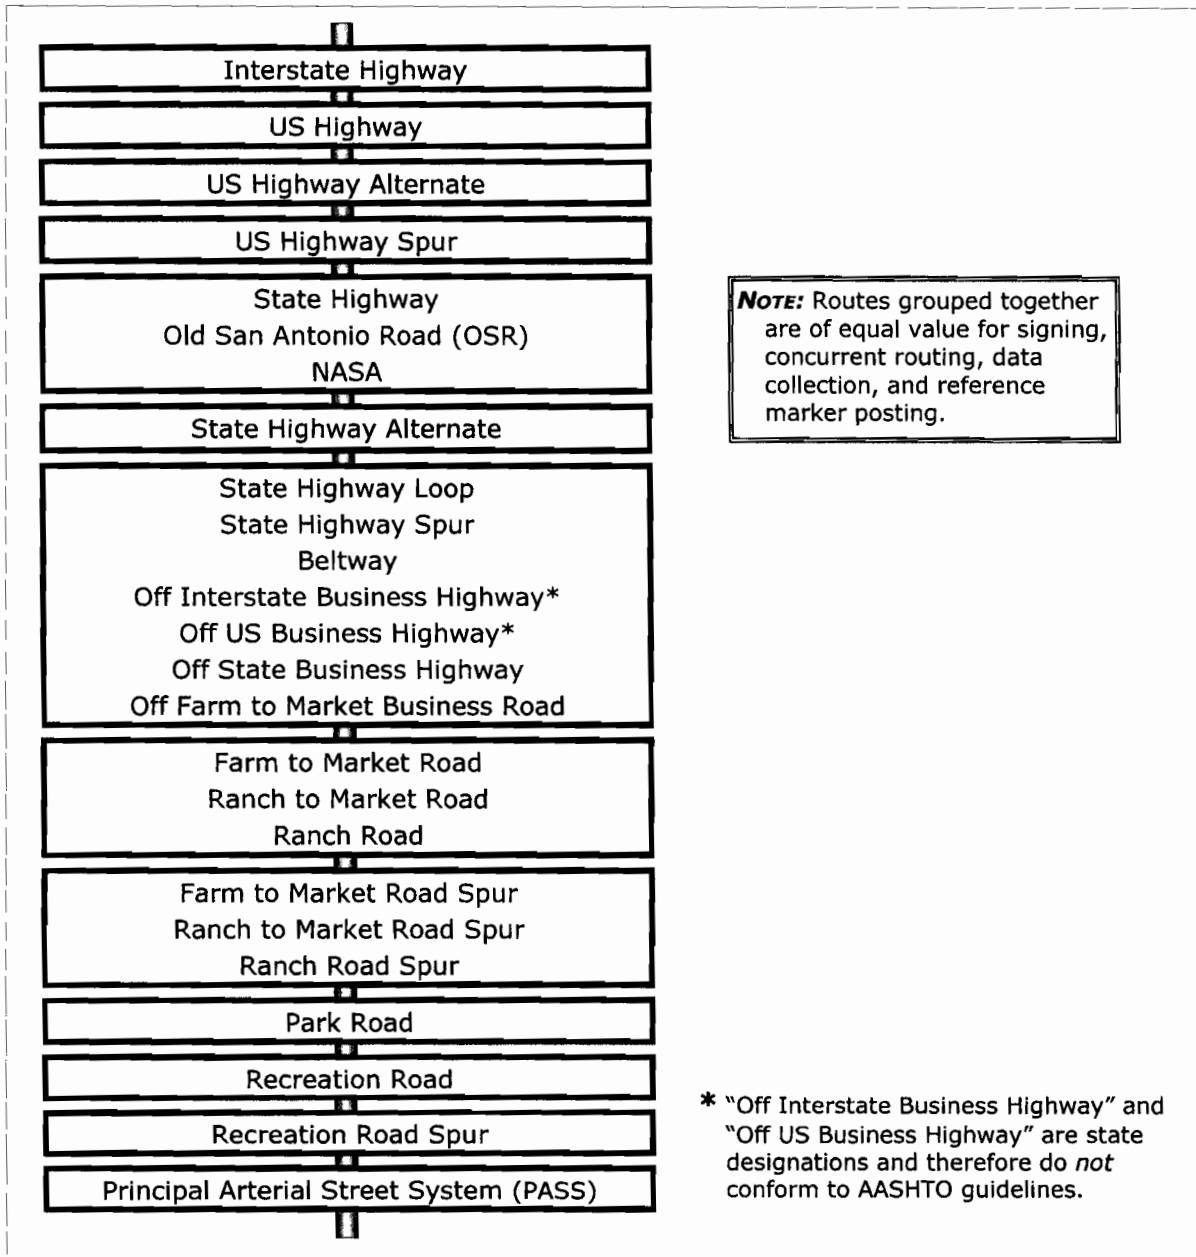 Interstate Highway
US Highway
US Highway Alternate
US Highway Spur
State Highway
Old San Antonio Road (OSR)
NASA
State Highway Alternate
State Highway Loop
State Highway Spur
Beltway
Off Interstate Business Highway*
Off US Business Highway*
Off State Business Highway
Off Farm to Market Business Road
Farm to Market Road
Ranch to Market Road
Ranch Road
Farm to Market Road Spur
Ranch to Market Road Spur
Ranch Road Spur
Park Road
Recreation Road
Recreation Road Spur
Principal Arterial Street System (PASS)
NOTE: Routes grouped together
are of equal value for signing,
concurrent routing, data
collection, and reference
marker posting.
* “Off Interstate Business Highway” and
“Off US Business Highway” are state
designations and therefore do not
conform to AASHTO guidelines.